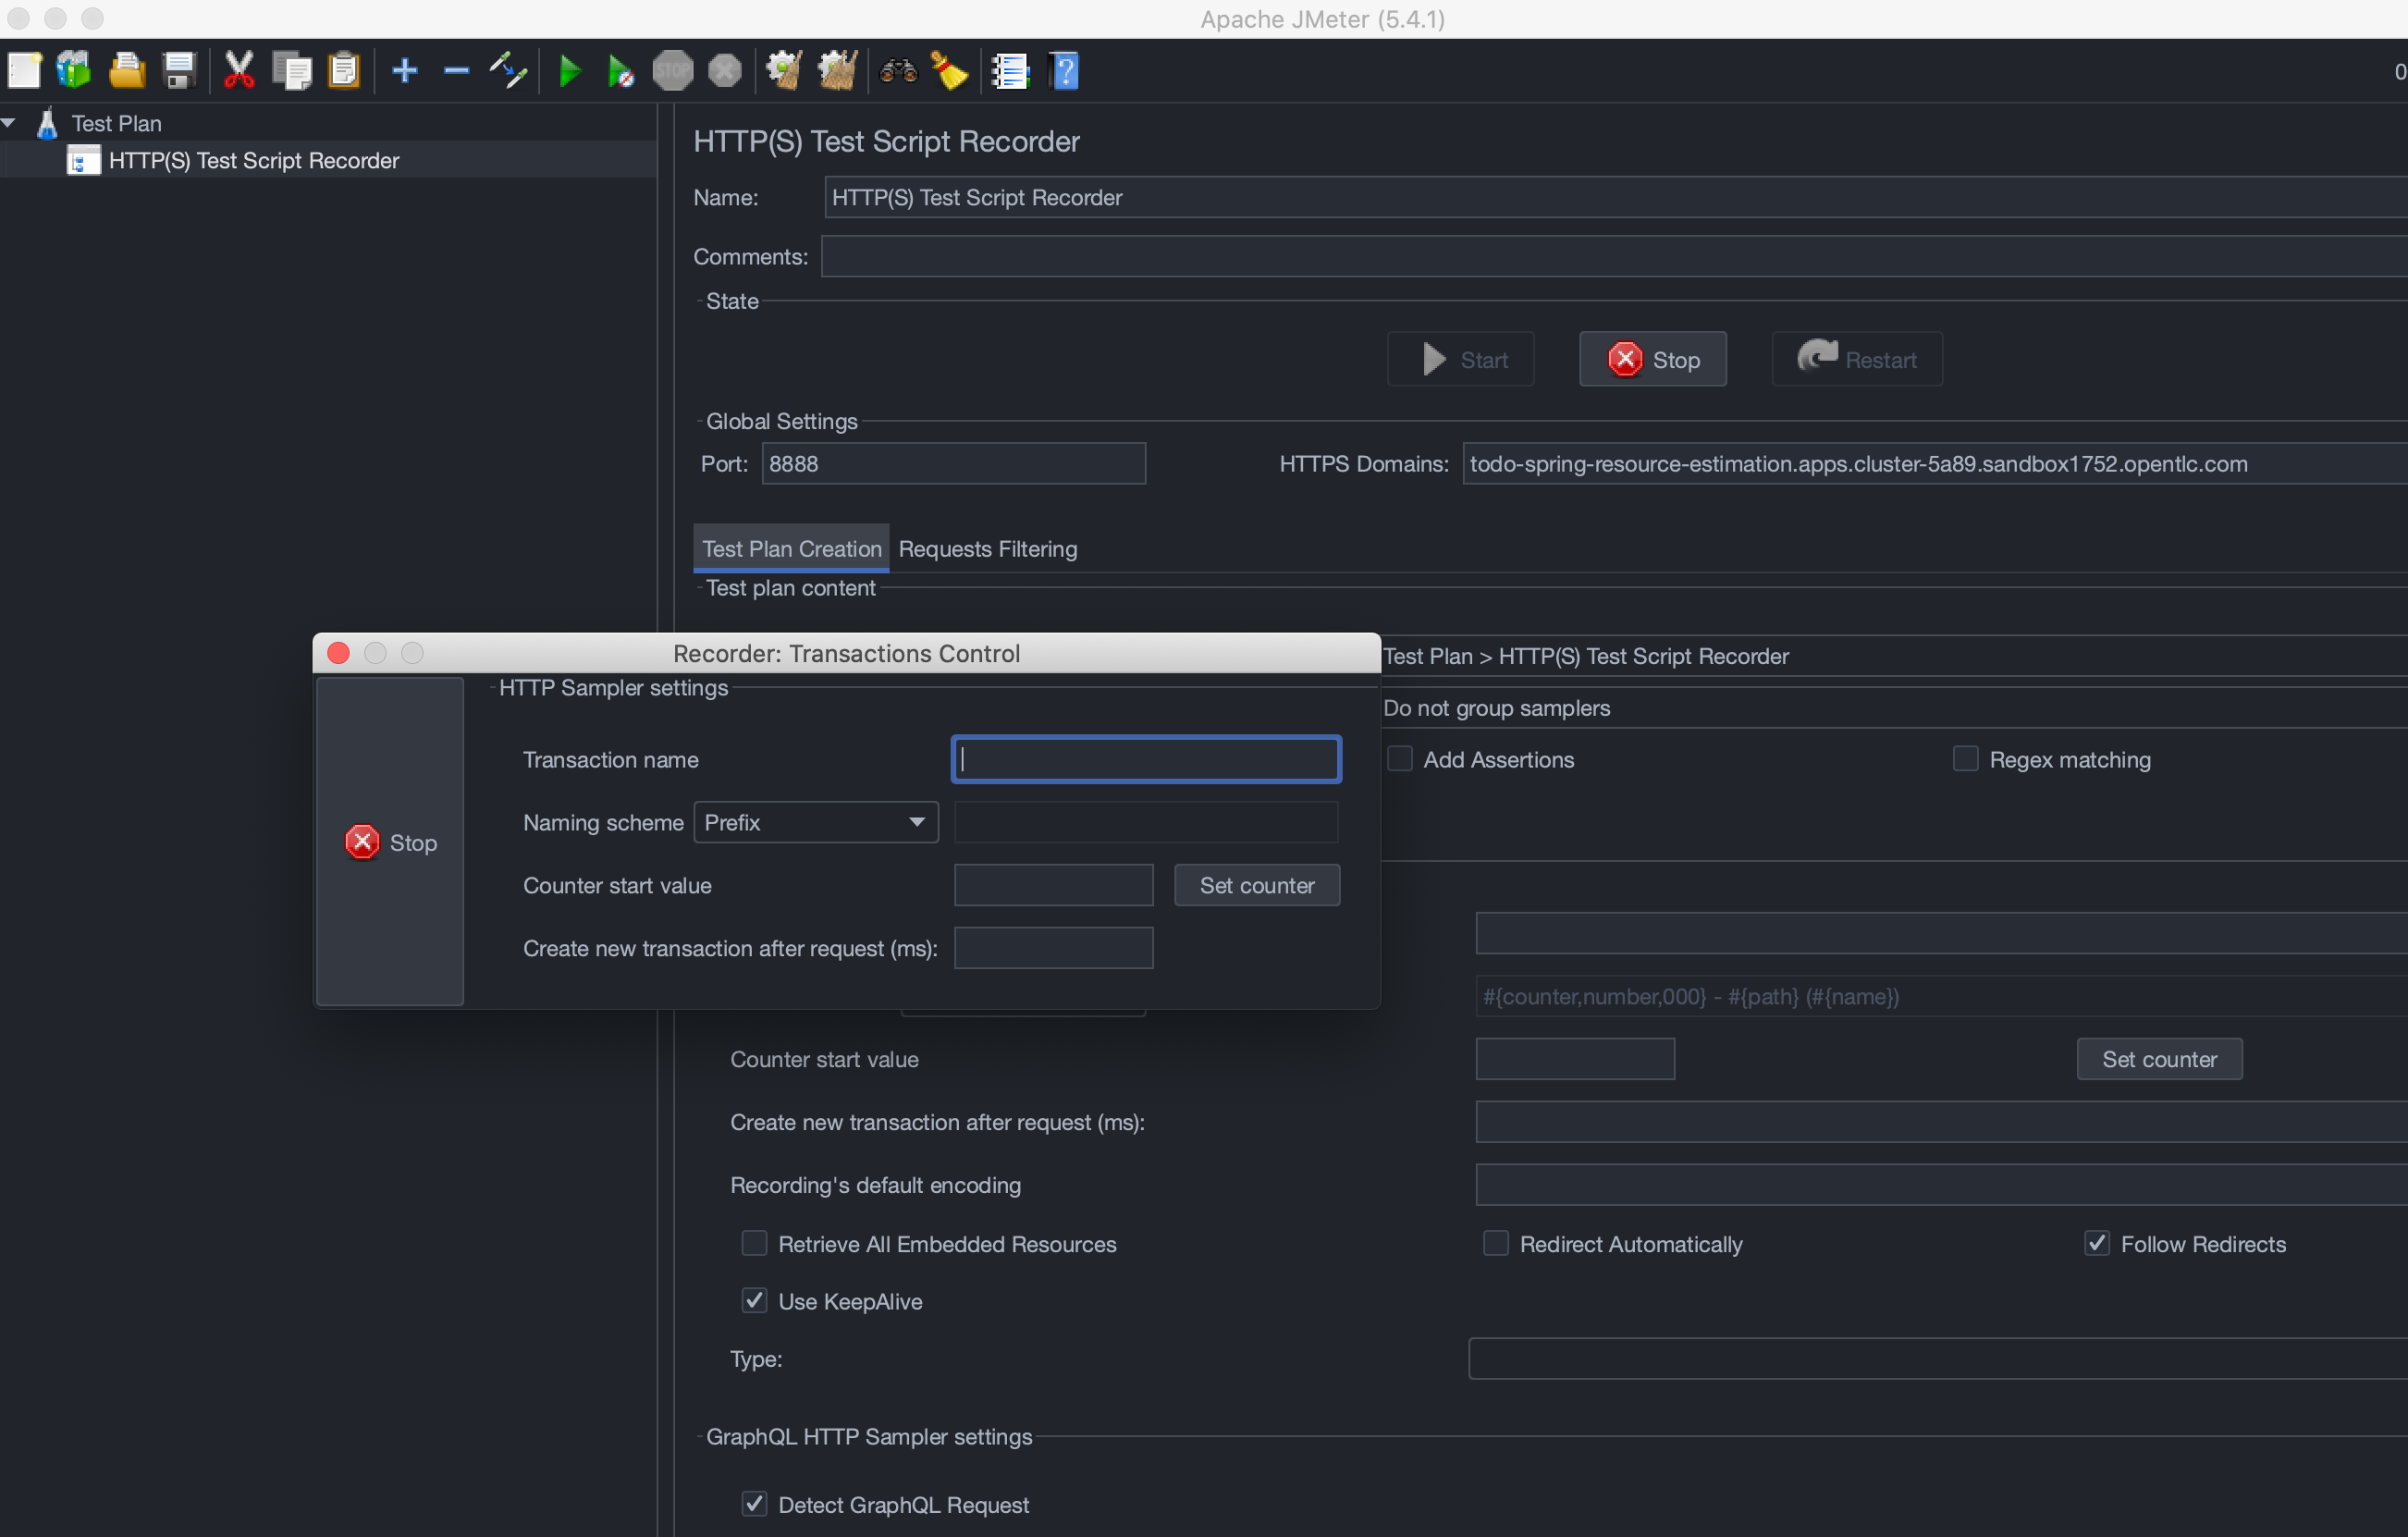 Apache JMeter (5.4.1)
STOP
?
0
Test Plan
HTTP(S) Test Script Recorder
HTTP(S) Test Script Recorder
Name: HTTP(S) Test Script Recorder
Comments:
State
Start Stop Restart
Global Settings
Port: 8888 HTTPS Domains: todo-spring-resource-estimation.apps.cluster-5a89.sandbox1752.opentlc.com
Test Plan Creation Requests Filtering
Test plan content
Test Plan > HTTP(S) Test Script Recorder
Do not group samplers
Add Assertions Regex matching
Recorder: Transactions Control
Stop
HTTP Sampler settings
Transaction name
Naming scheme Prefix
Counter start value Set counter
Create new transaction after request (ms):
#{counter,number,000} - #{path} (#{name})
Counter start value Set counter
Create new transaction after request (ms):
Recording's default encoding
Retrieve All Embedded Resources Redirect Automatically Follow Redirects
Use KeepAlive
Type:
GraphQL HTTP Sampler settings
Detect GraphQL Request